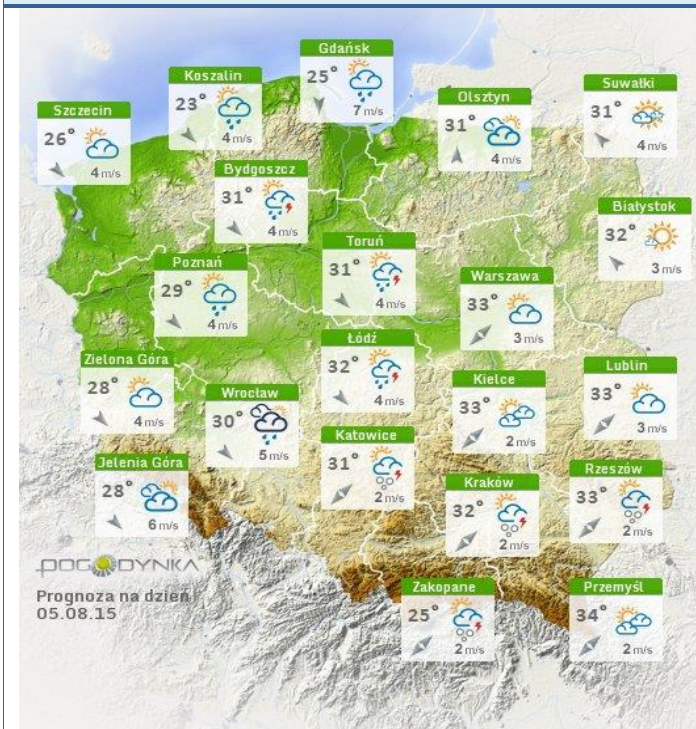 Gdańsk
25°
7 m/s
Koszalin
23°
4 m/s
Suwałki
31°
4 m/s
Olsztyn
31°
4 m/s
Szczecin
26°
4 m/s
Bydgoszcz
31°
4 m/s
Białystok
32°
3 m/s
Toruń
31°
4 m/s
Poznań
29°
4 m/s
Warszawa
33°
3 m/s
Łódź
32°
4 m/s
Zielona Góra
28°
4 m/s
Lublin
33°
3 m/s
Kielce
33°
2 m/s
Wrocław
30°
5 m/s
Katowice
31°
2 m/s
Jelenia Góra
28°
6 m/s
Rzeszów
33°
2 m/s
Kraków
32°
2 m/s
POGODYNKA
Prognoza na dzień
05.08.15
Zakopane
25°
2 m/s
Przemyśl
34°
2 m/s